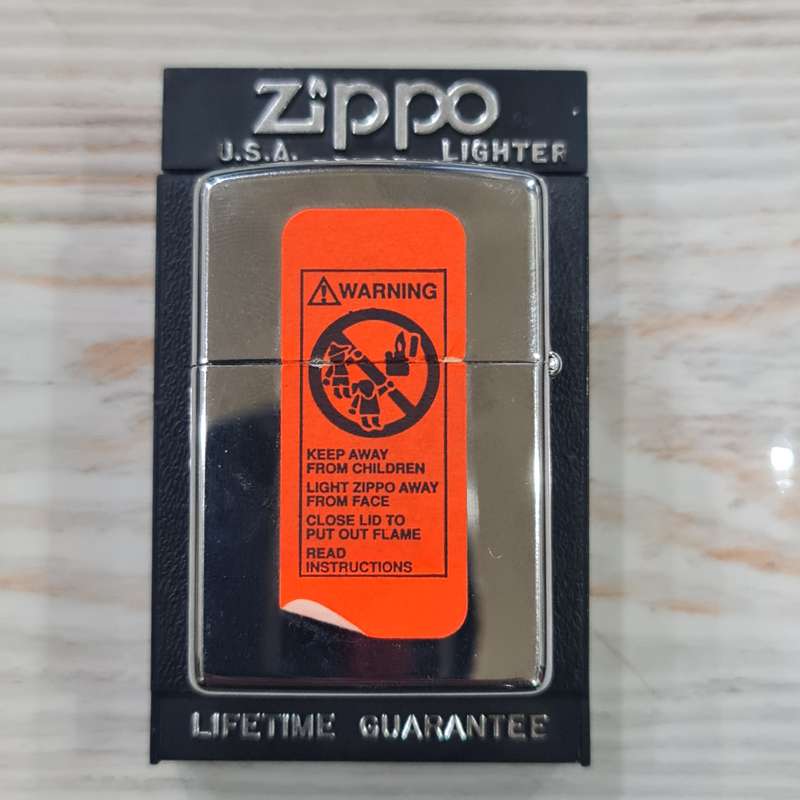 Zippo
U.S.A. LIGHTER
WARNING
KEEP AWAY
FROM CHILDREN
LIGHT ZIPPO AWAY
FROM FACE
CLOSE LID TO
PUT OUT FLAME
READ
INSTRUCTIONS
LIFETIME GUARANTEE